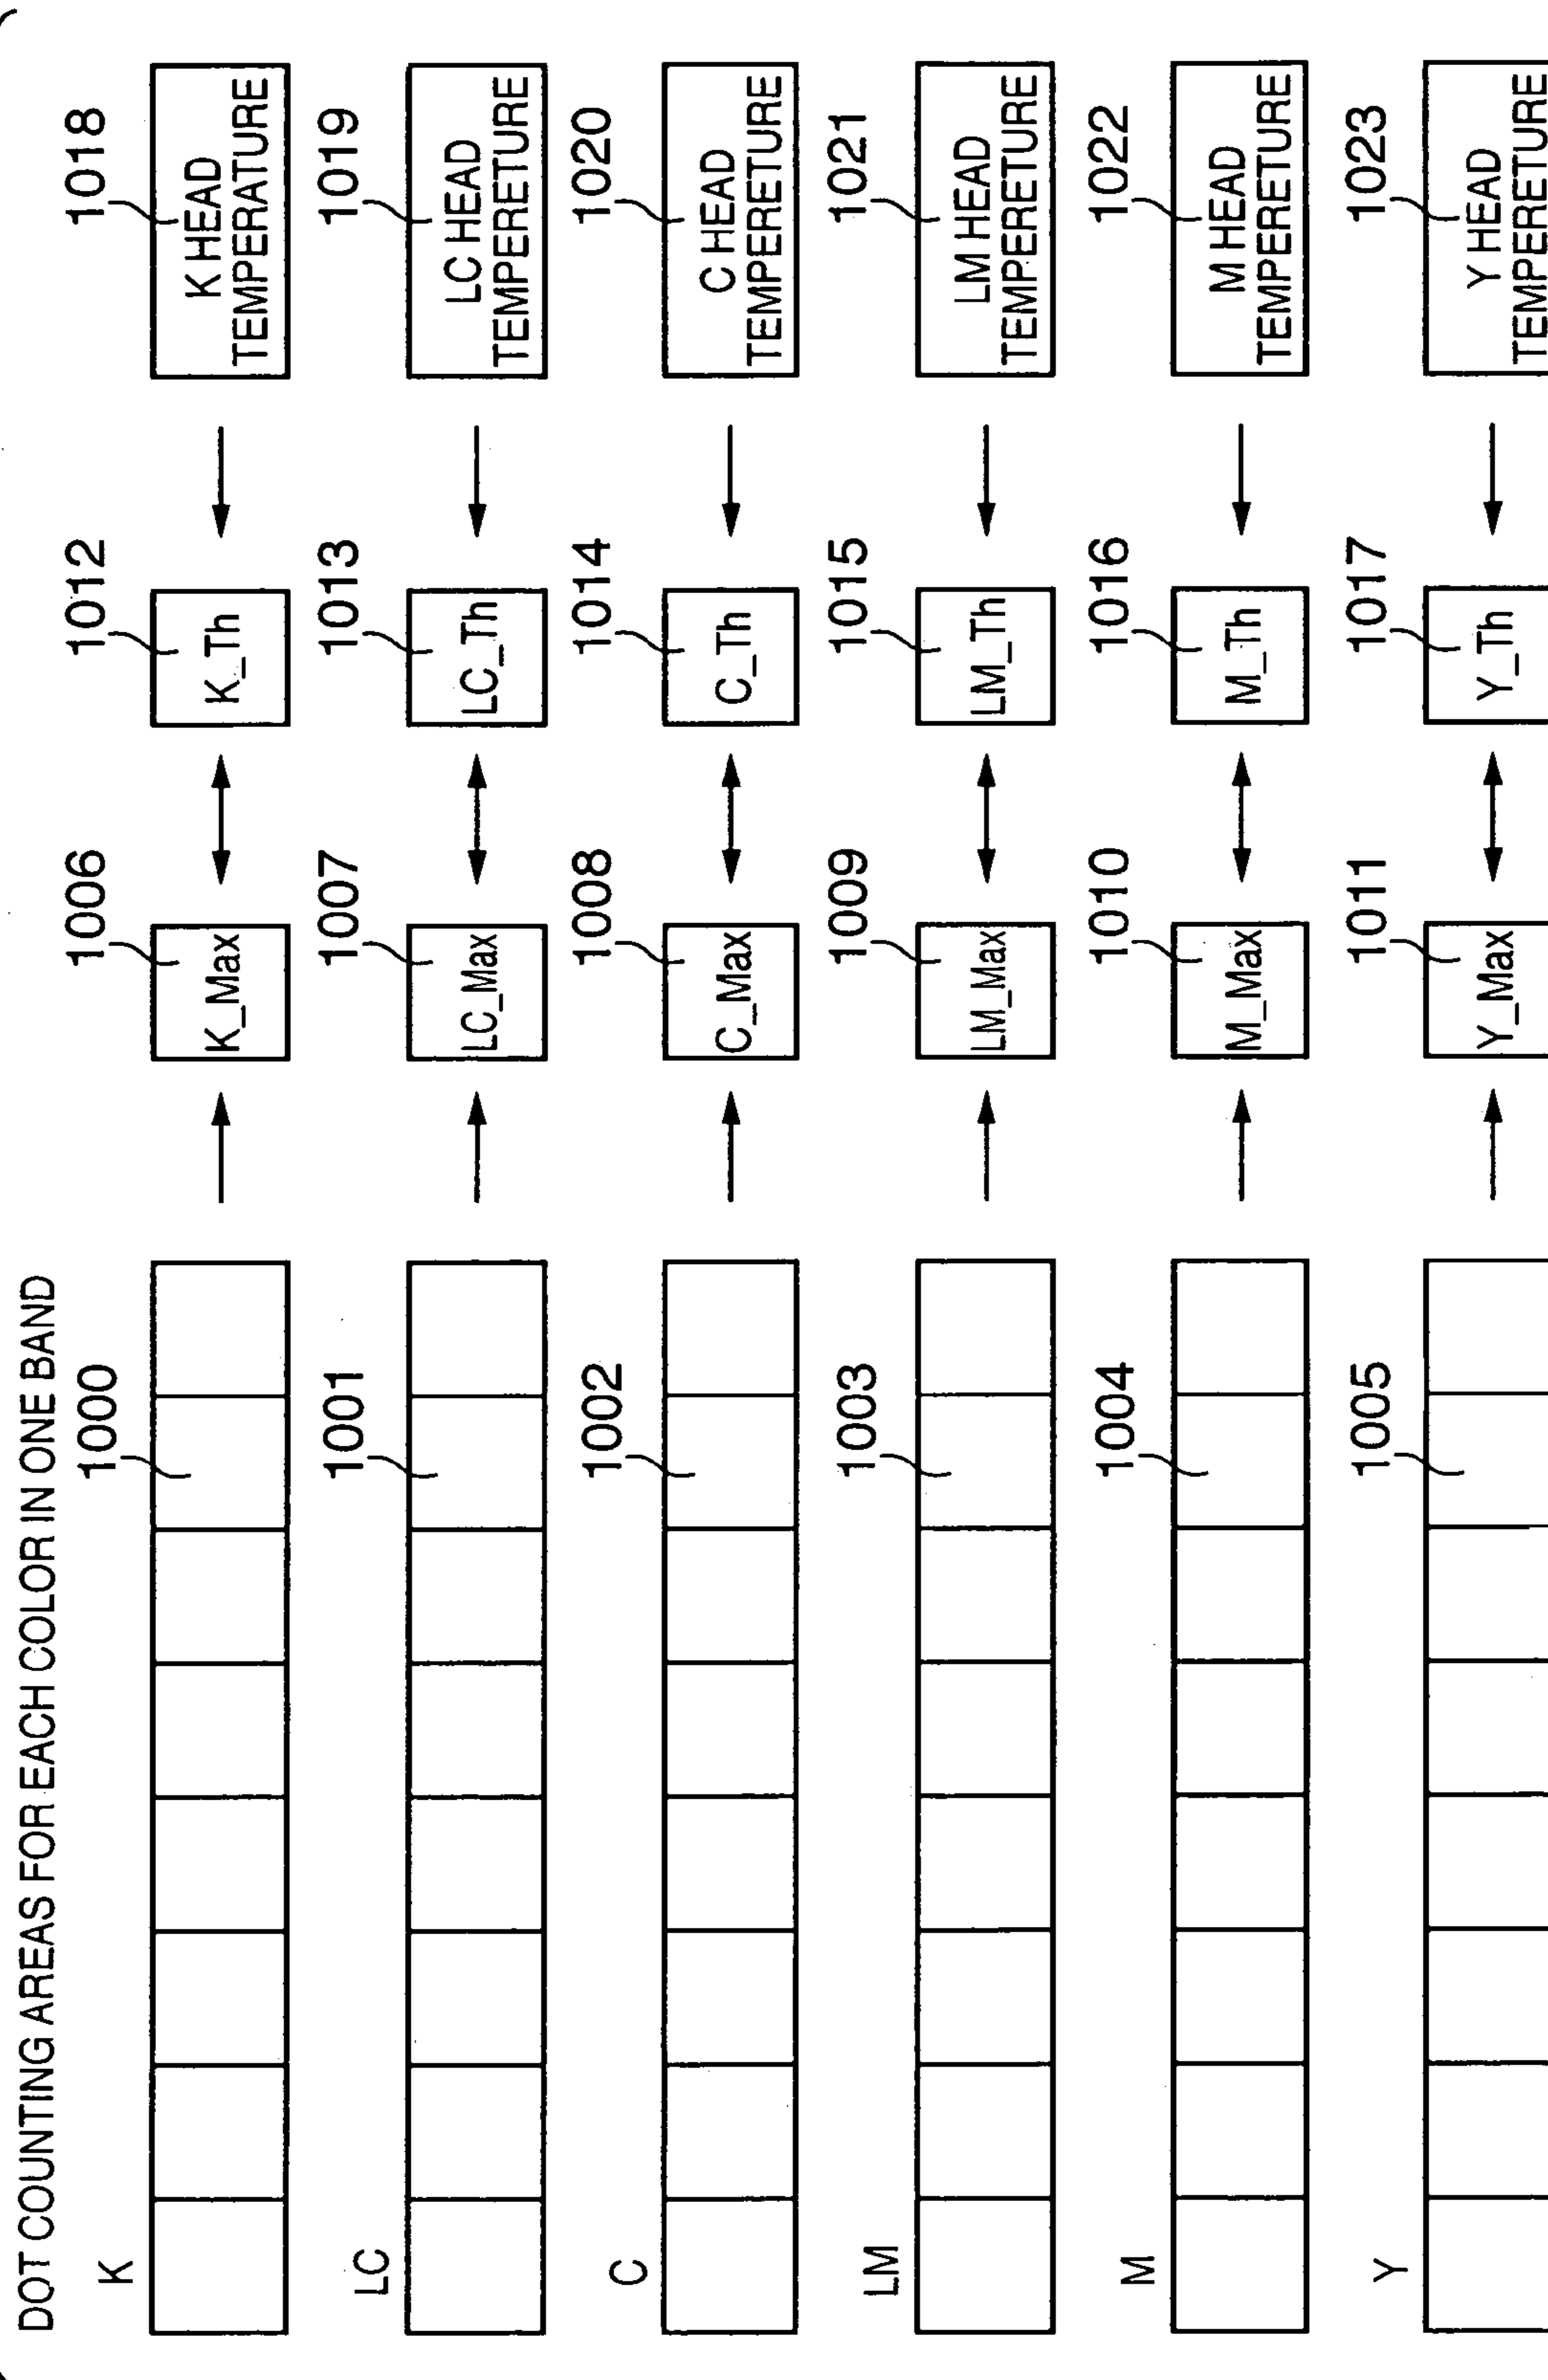 DOT COUNTING AREAS FOR EACH COLOR IN ONE BAND
K
1000
1006
1012
1018
K_Max
K_Th
K HEAD
TEMPERATURE
LC
1001
1007
1013
1019
LC_Max
LC_Th
LC HEAD
TEMPERETURE
C
1002
1008
1014
1020
C_Max
C_Th
C HEAD
TEMPERETURE
LM
1003
1009
1015
1021
LM_Max
LM_Th
LM HEAD
TEMPERETURE
M
1004
1010
1016
1022
M_Max
M_Th
M HEAD
TEMPERETURE
Y
1005
1011
1017
1023
Y_Max
Y_Th
Y HEAD
TEMPERETURE